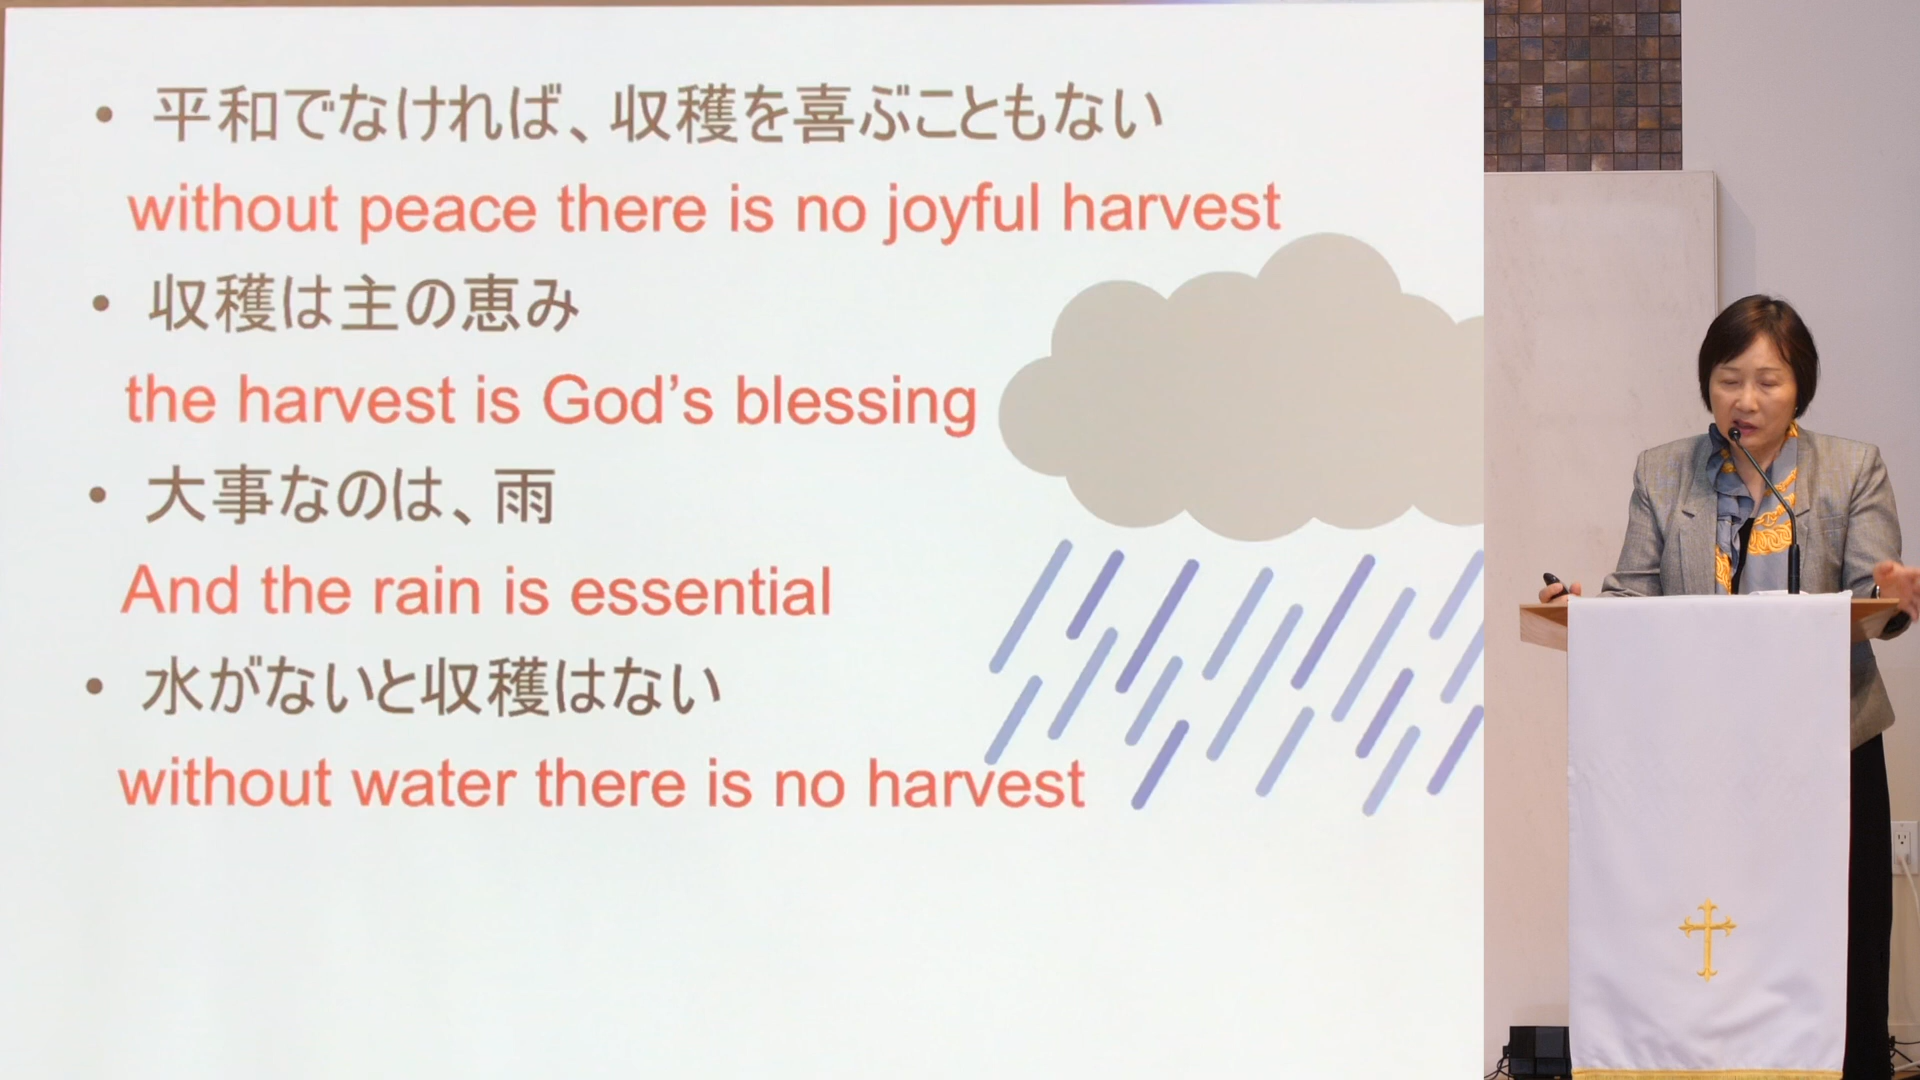 • 平和でなければ、収穫を喜ぶこともない
without peace there is no joyful harvest
• 収穫は主の恵み
the harvest is God’s blessing
• 大事なのは、雨
And the rain is essential
• 水がないと収穫はない
without water there is no harvest